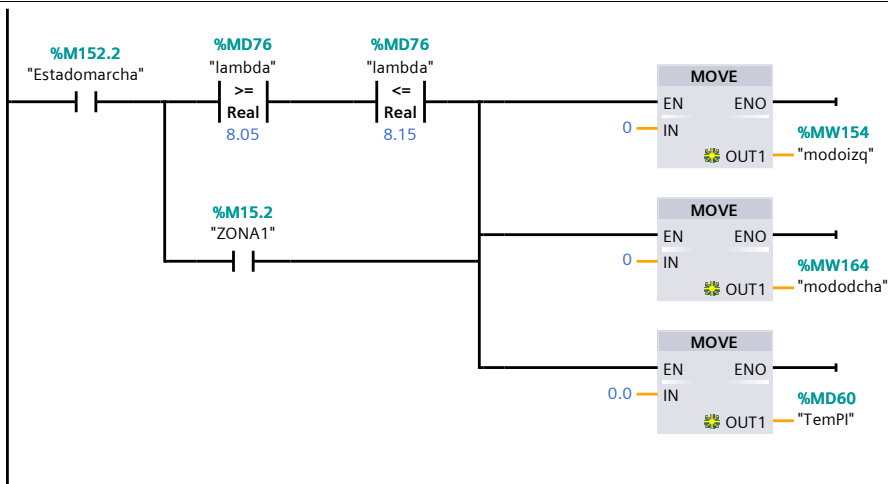 %M152.2
"Estadomarcha"
%MD76
"lambda"
>=
Real
8.05
%MD76
"lambda"
<=
Real
8.15
%M15.2
"ZONA1"
MOVE
EN ENO
0 IN
OUT1
%MW154
"modoizq"
MOVE
EN ENO
0 IN
OUT1
%MW164
"mododcha"
MOVE
EN ENO
0.0 IN
OUT1
%MD60
"TemPI"